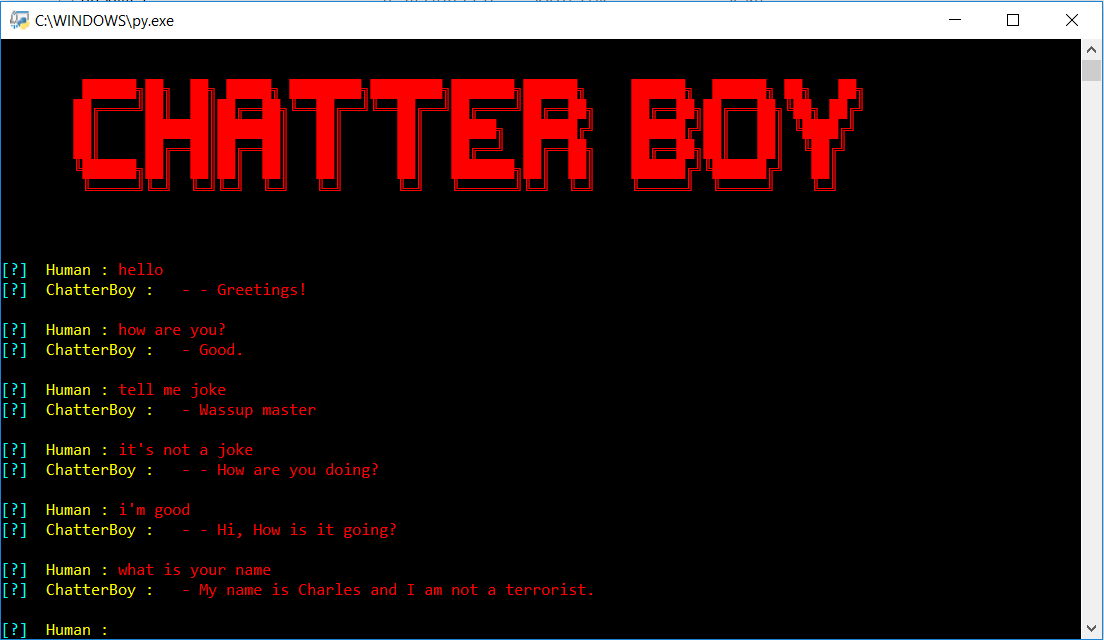 C:\WINDOWS\py.exe
CHATTER BOY
[?]  Human : hello
[?]  ChatterBoy :   - - Greetings!
[?]  Human : how are you?
[?]  ChatterBoy :   - Good.
[?]  Human : tell me joke
[?]  ChatterBoy :   - Wassup master
[?]  Human : it's not a joke
[?]  ChatterBoy :   - - How are you doing?
[?]  Human : i'm good
[?]  ChatterBoy :   - - Hi, How is it going?
[?]  Human : what is your name
[?]  ChatterBoy :   - My name is Charles and I am not a terrorist.
[?]  Human :